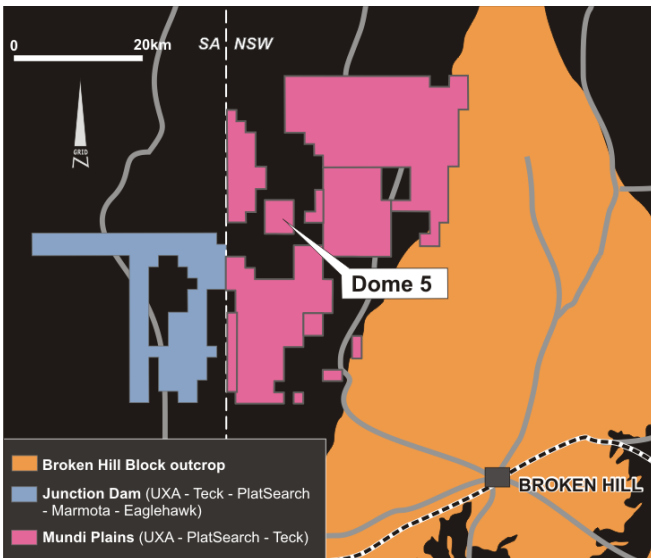 0 20km
SA NSW
GRID
N
Dome 5
BROKEN HILL
Broken Hill Block outcrop
Junction Dam (UXA - Teck - PlatSearch
- Marmota - Eaglehawk)
Mundi Plains (UXA - PlatSearch - Teck)